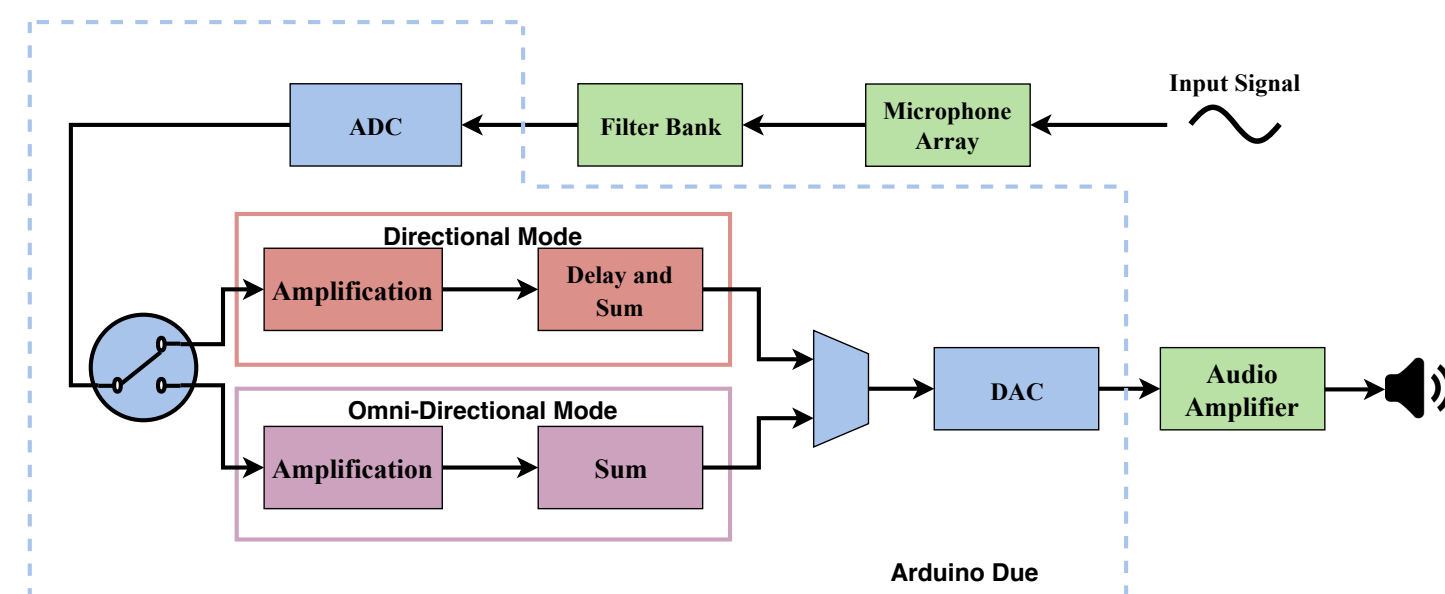 Input Signal
ADC
Filter Bank
Microphone
Array
Directional Mode
Amplification
Delay and
Sum
Omni-Directional Mode
Amplification
Sum
DAC
Audio
Amplifier
Arduino Due